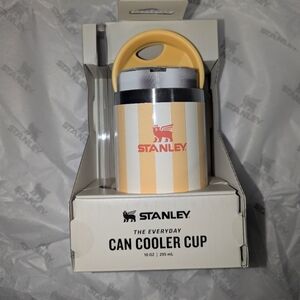 STANLEY
STANLEY
THE EVERYDAY
CAN COOLER CUP
10 OZ | 295 mL